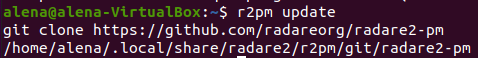 alena@alena-VirtualBox:~$ r2pm update
git clone https://github.com/radareorg/radare2-pm
/home/alena/.local/share/radare2/r2pm/git/radare2-pm